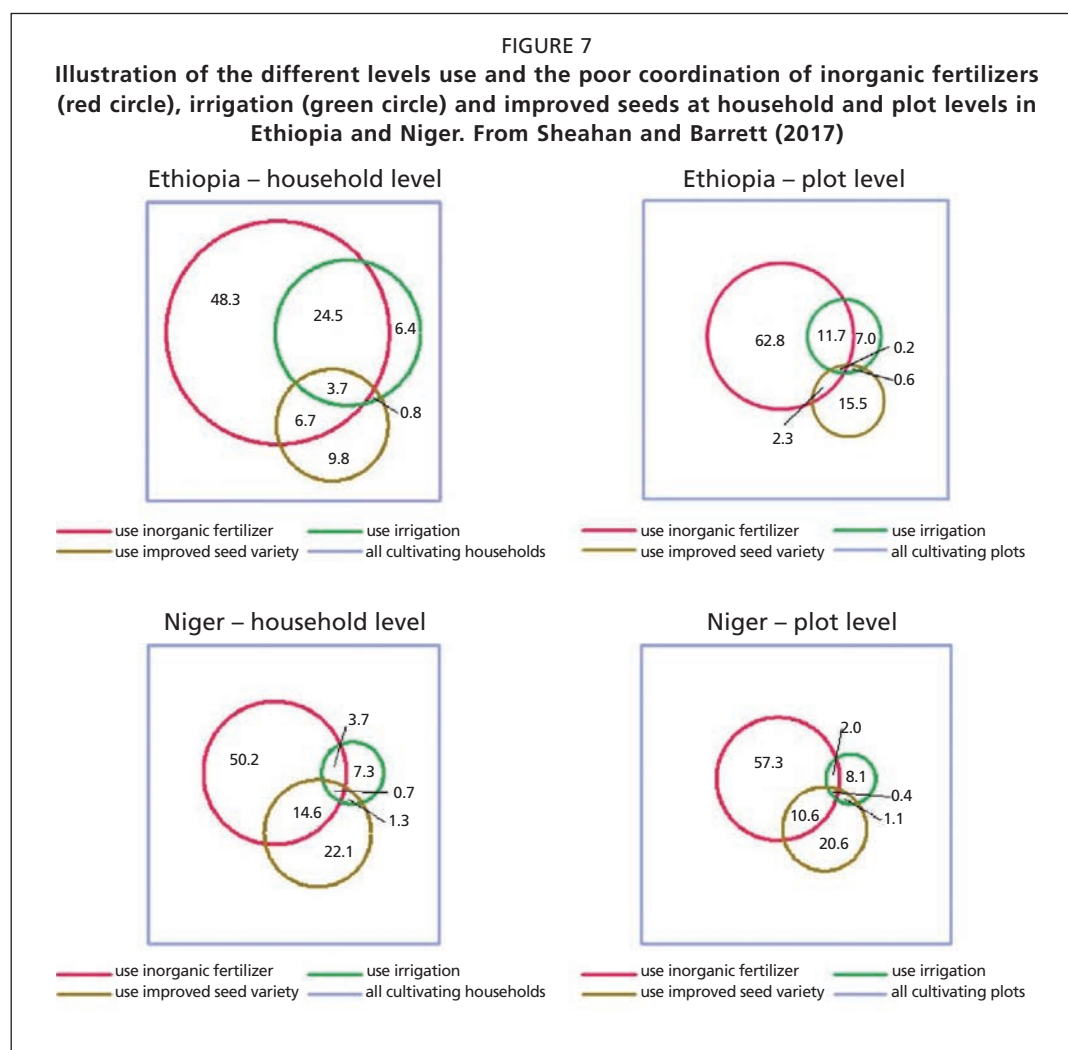 FIGURE 7
Illustration of the different levels use and the poor coordination of inorganic fertilizers
(red circle), irrigation (green circle) and improved seeds at household and plot levels in
Ethiopia and Niger. From Sheahan and Barrett (2017)
Ethiopia – household level
48.3
24.5
6.4
3.7
0.8
6.7
9.8
use inorganic fertilizer
use irrigation
use improved seed variety
all cultivating households
Ethiopia – plot level
62.8
11.7
7.0
0.2
0.6
15.5
2.3
use inorganic fertilizer
use irrigation
use improved seed variety
all cultivating plots
Niger – household level
3.7
50.2
7.3
0.7
14.6
1.3
22.1
use inorganic fertilizer
use irrigation
use improved seed variety
all cultivating households
Niger – plot level
2.0
57.3
8.1
0.4
10.6
1.1
20.6
use inorganic fertilizer
use irrigation
use improved seed variety
all cultivating plots